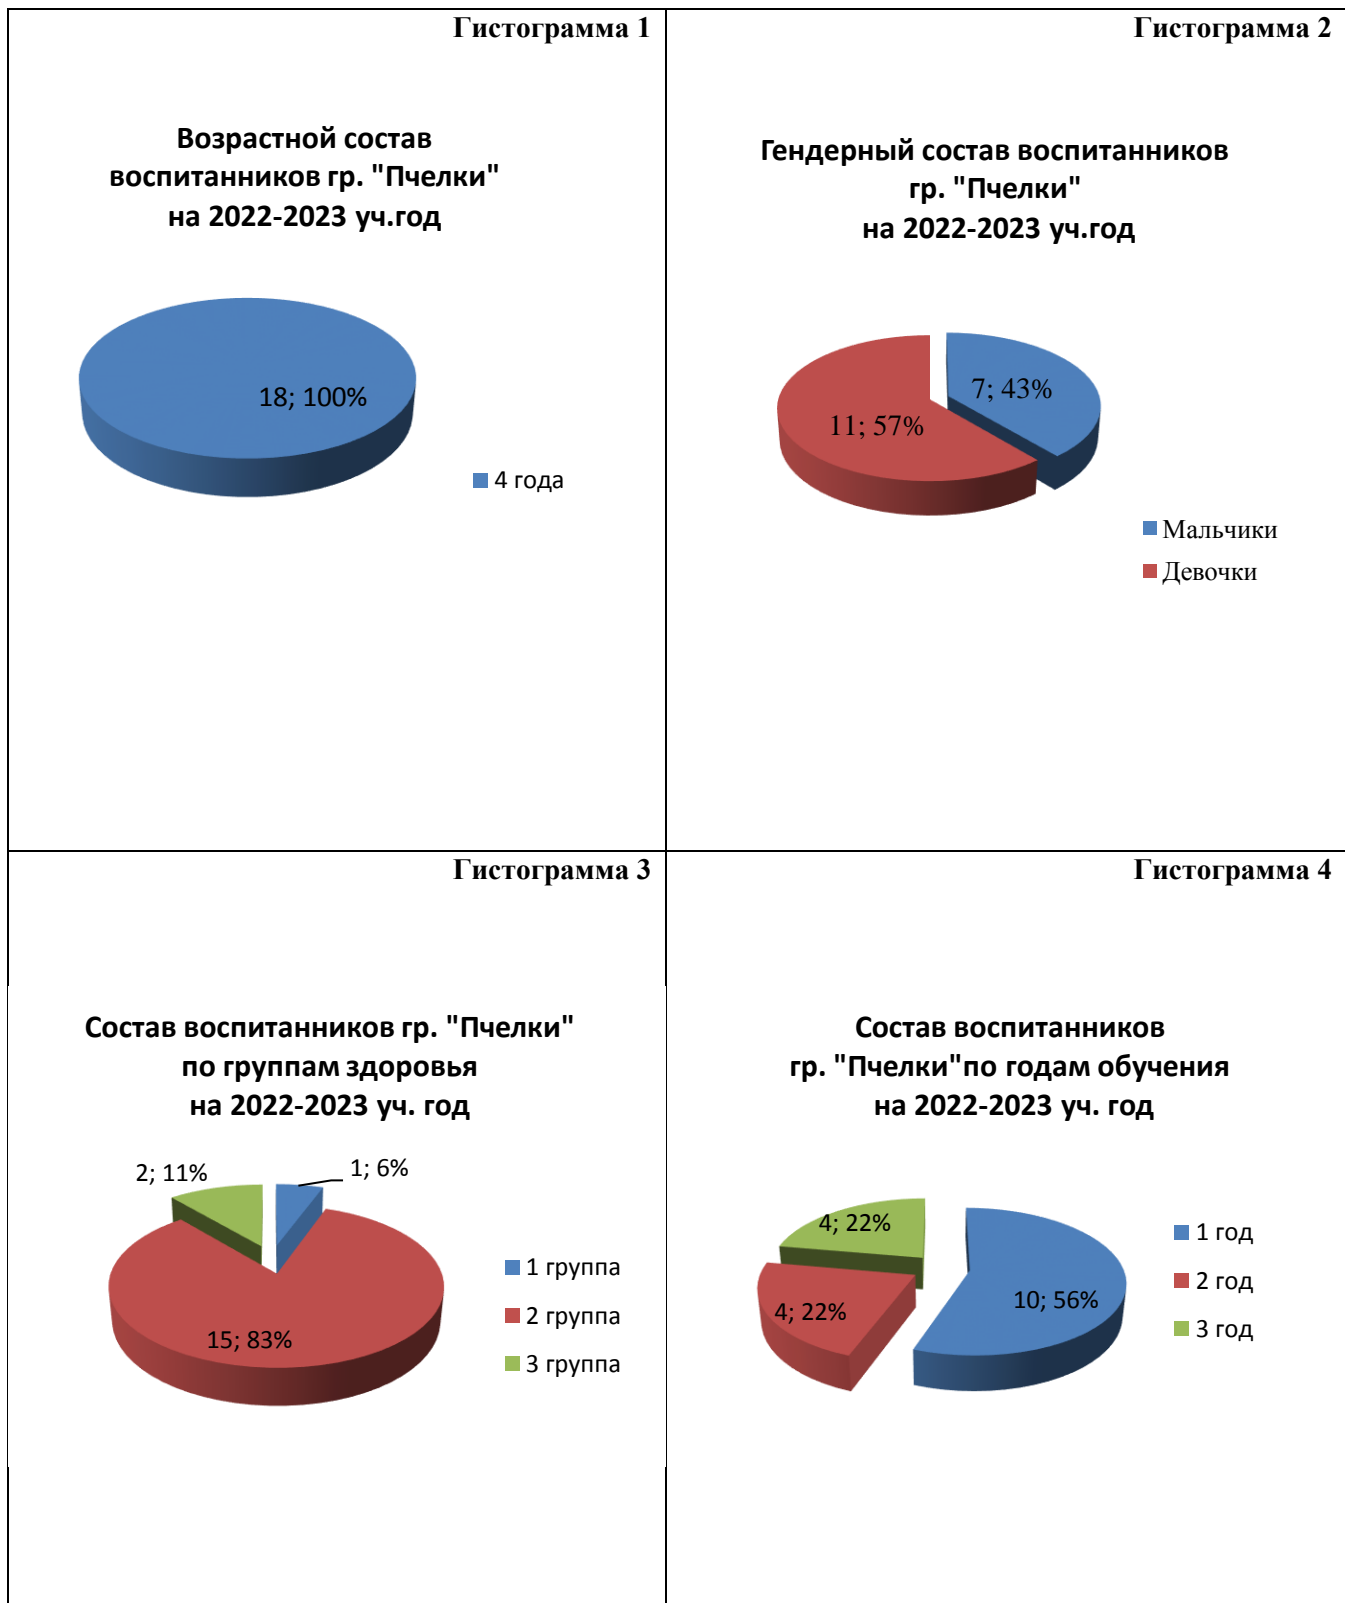 Гистограмма 1
Возрастной состав
воспитанников гр. "Пчелки"
на 2022-2023 уч.год
18; 100%
4 года
Гистограмма 2
Гендерный состав воспитанников
гр. "Пчелки"
на 2022-2023 уч.год
7; 43%
11; 57%
Мальчики
Девочки
Гистограмма 3
Состав воспитанников гр. "Пчелки"
по группам здоровья
на 2022-2023 уч. год
2; 11%
1; 6%
15; 83%
1 группа
2 группа
3 группа
Гистограмма 4
Состав воспитанников
гр. "Пчелки"по годам обучения
на 2022-2023 уч. год
4; 22%
4; 22%
10; 56%
1 год
2 год
3 год